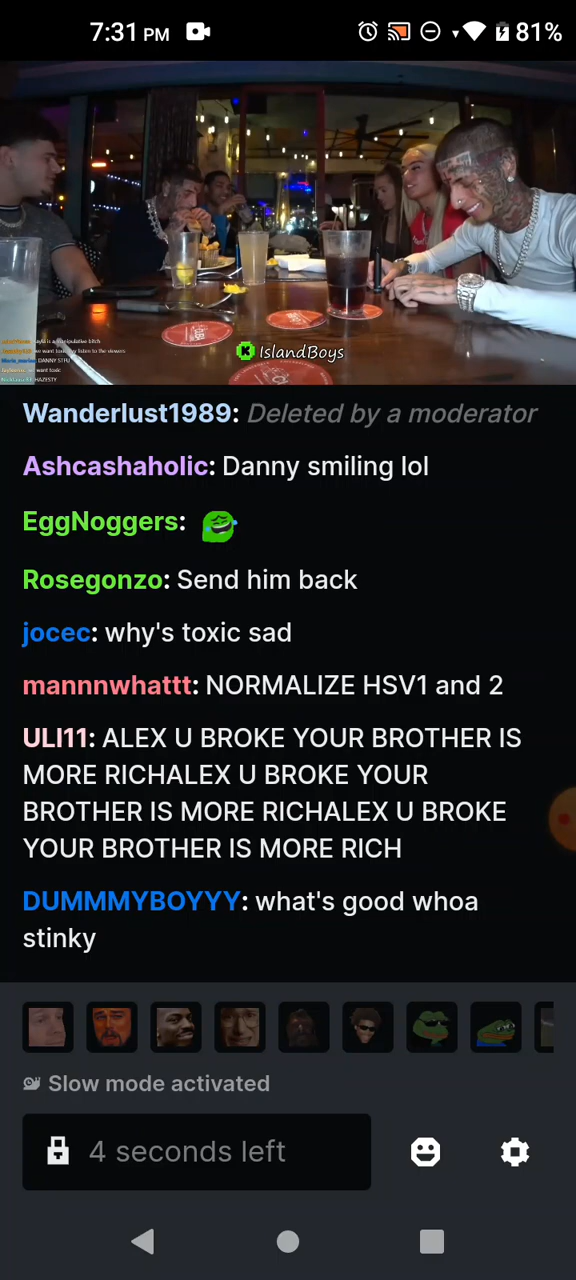 7:31 PM
81%
DANNY STFU
IslandBoys
Wanderlust1989: Deleted by a moderator
Ashcashaholic: Danny smiling lol
EggNoggers:
Rosegonzo: Send him back
jocec: why's toxic sad
mannnwhattt: NORMALIZE HSV1 and 2
ULI11: ALEX U BROKE YOUR BROTHER IS
MORE RICHALEX U BROKE YOUR
BROTHER IS MORE RICHALEX U BROKE
YOUR BROTHER IS MORE RICH
DUMMMYBOYYY: what's good whoa
stinky
Slow mode activated
4 seconds left